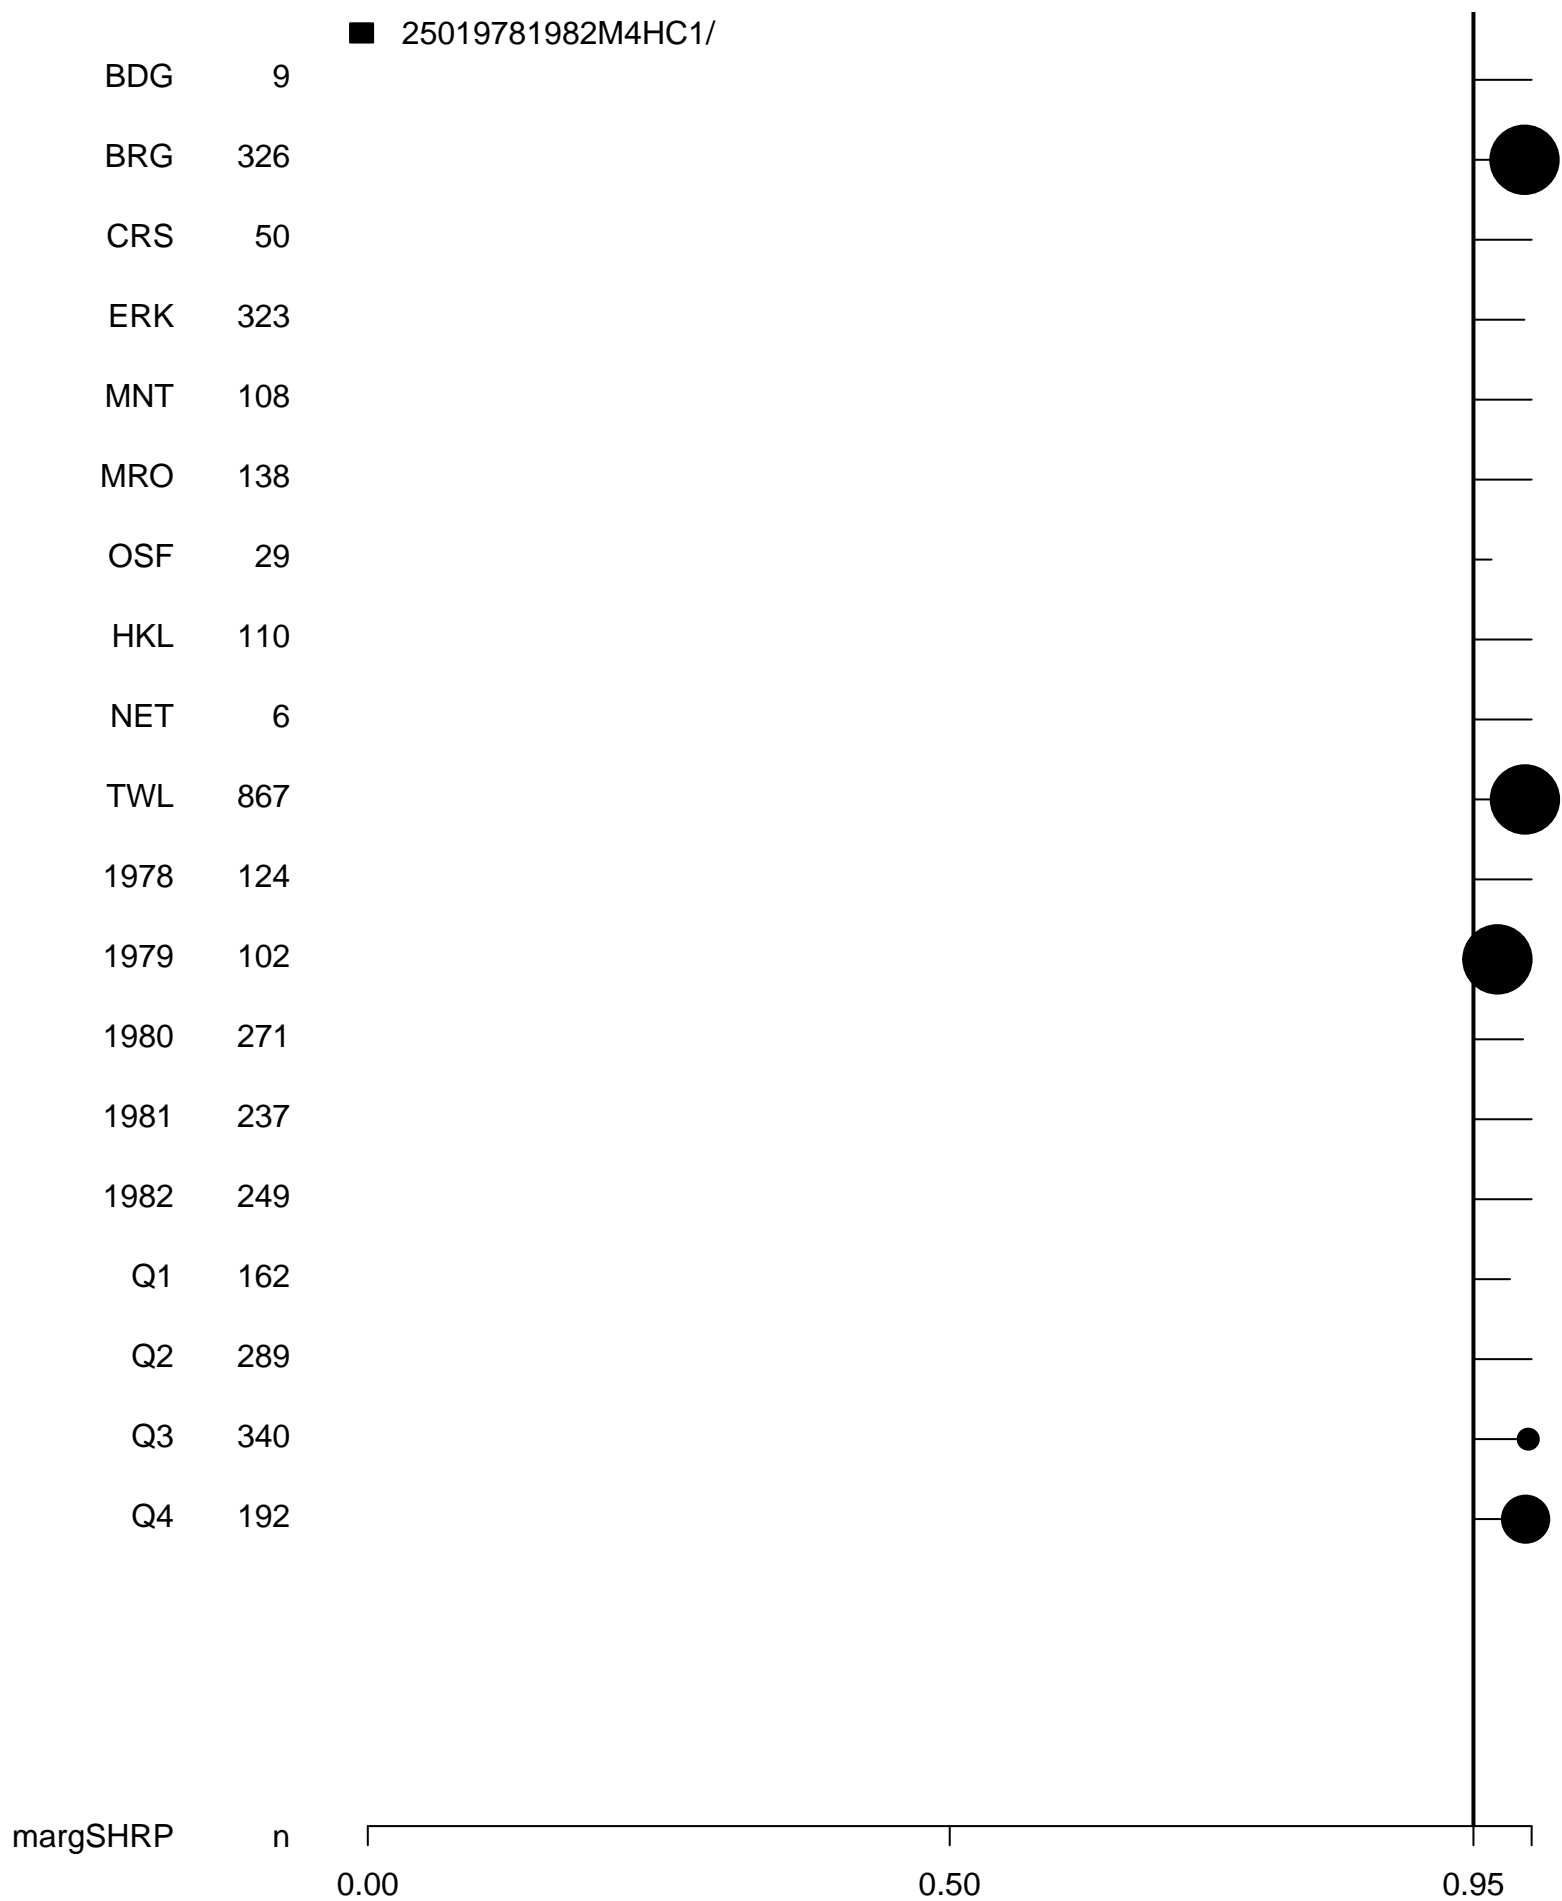 25019781982M4HC1/
BDG 9
BRG 326
CRS 50
ERK 323
MNT 108
MRO 138
OSF 29
HKL 110
NET 6
TWL 867
1978 124
1979 102
1980 271
1981 237
1982 249
Q1 162
Q2 289
Q3 340
Q4 192
margSHRP n
0.00 0.50 0.95